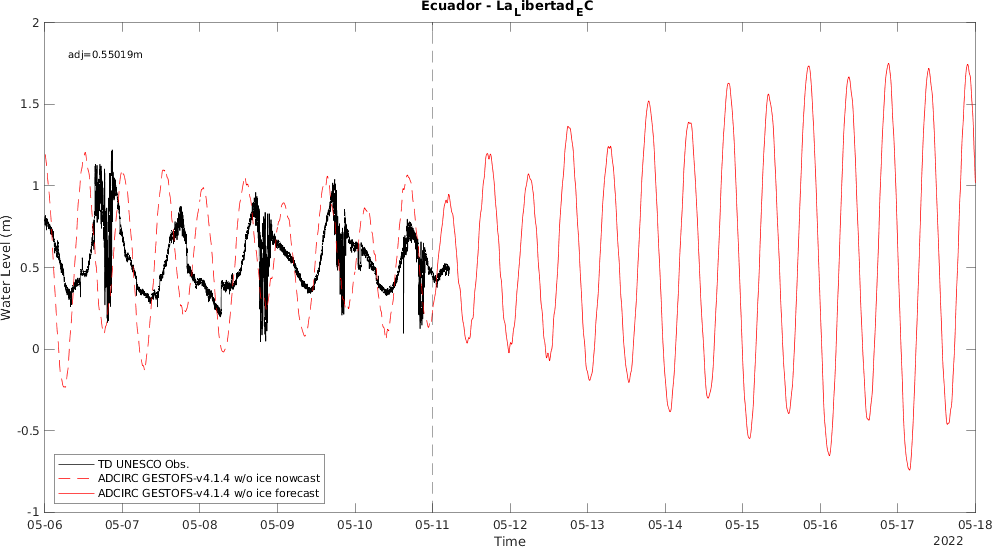 Ecuador - LaLibertadEC
adj=0.55019m
Water Level (m)
2
1.5
1
0.5
0
-0.5
-1
TD UNESCO Obs.
ADCIRC GESTOFS-v4.1.4 w/o ice nowcast
ADCIRC GESTOFS-v4.1.4 w/o ice forecast
05-06 05-07 05-08 05-09 05-10 05-11 05-12 05-13 05-14 05-15 05-16 05-17 05-18
Time
2022